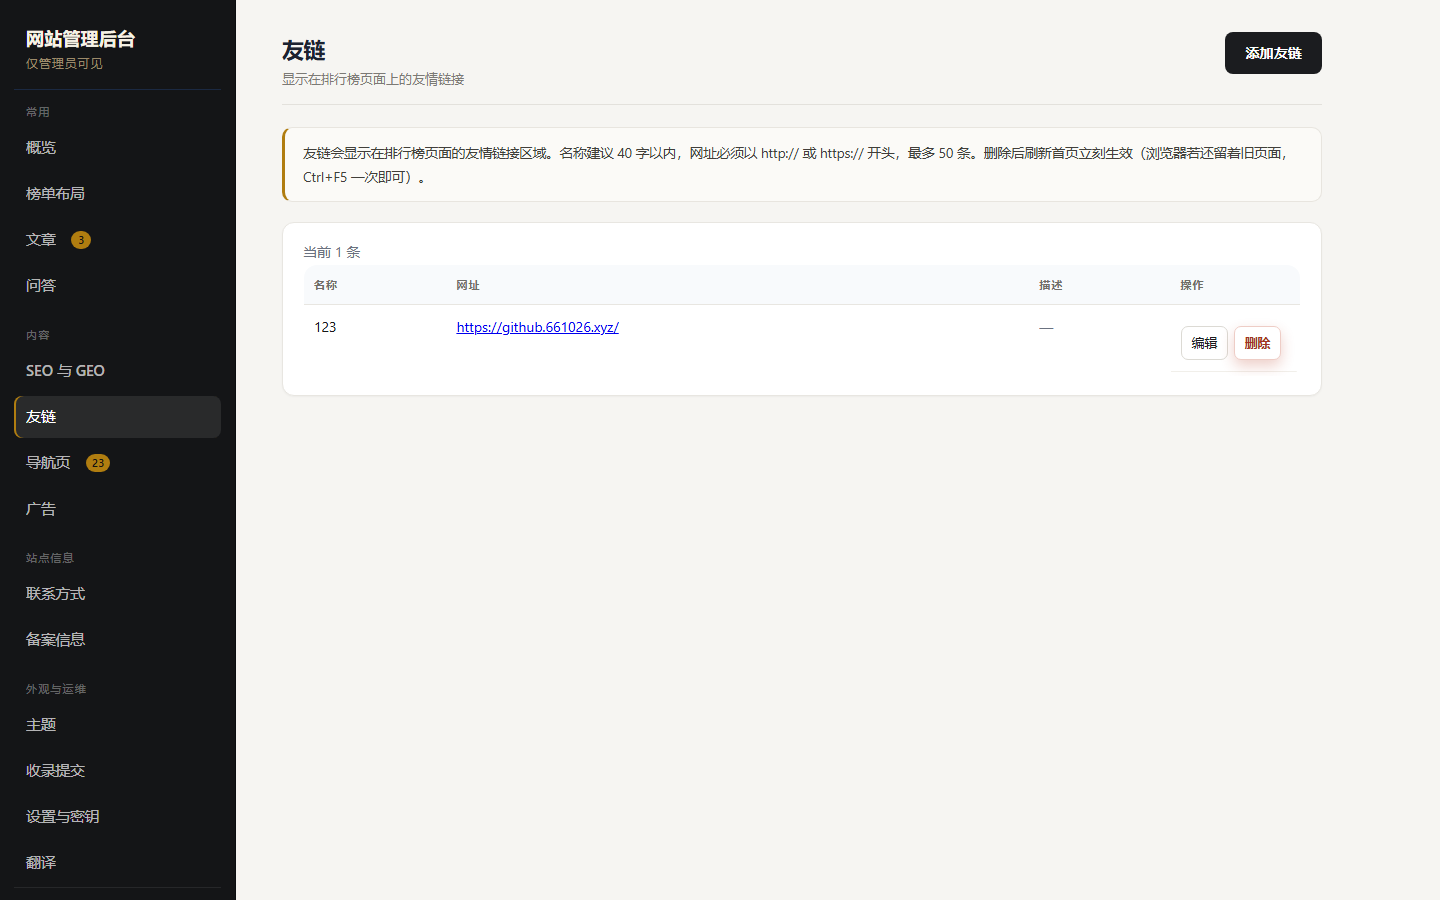 网站管理后台
仅管理员可见
常用
概览
榜单布局
文章 3
问答
内容
SEO 与 GEO
友链
导航页 23
广告
站点信息
联系方式
备案信息
外观与运维
主题
收录提交
设置与密钥
翻译
友链
显示在排行榜页面上的友情链接
添加友链
友链会显示在排行榜页面的友情链接区域。名称建议 40 字以内，网址必须以 http:// 或 https:// 开头，最多 50 条。删除后刷新首页立刻生效（浏览器若还留着旧页面，
Ctrl+F5 一次即可）。
当前 1 条
名称 网址 描述 操作
123 https://github.661026.xyz/ — 编辑 删除